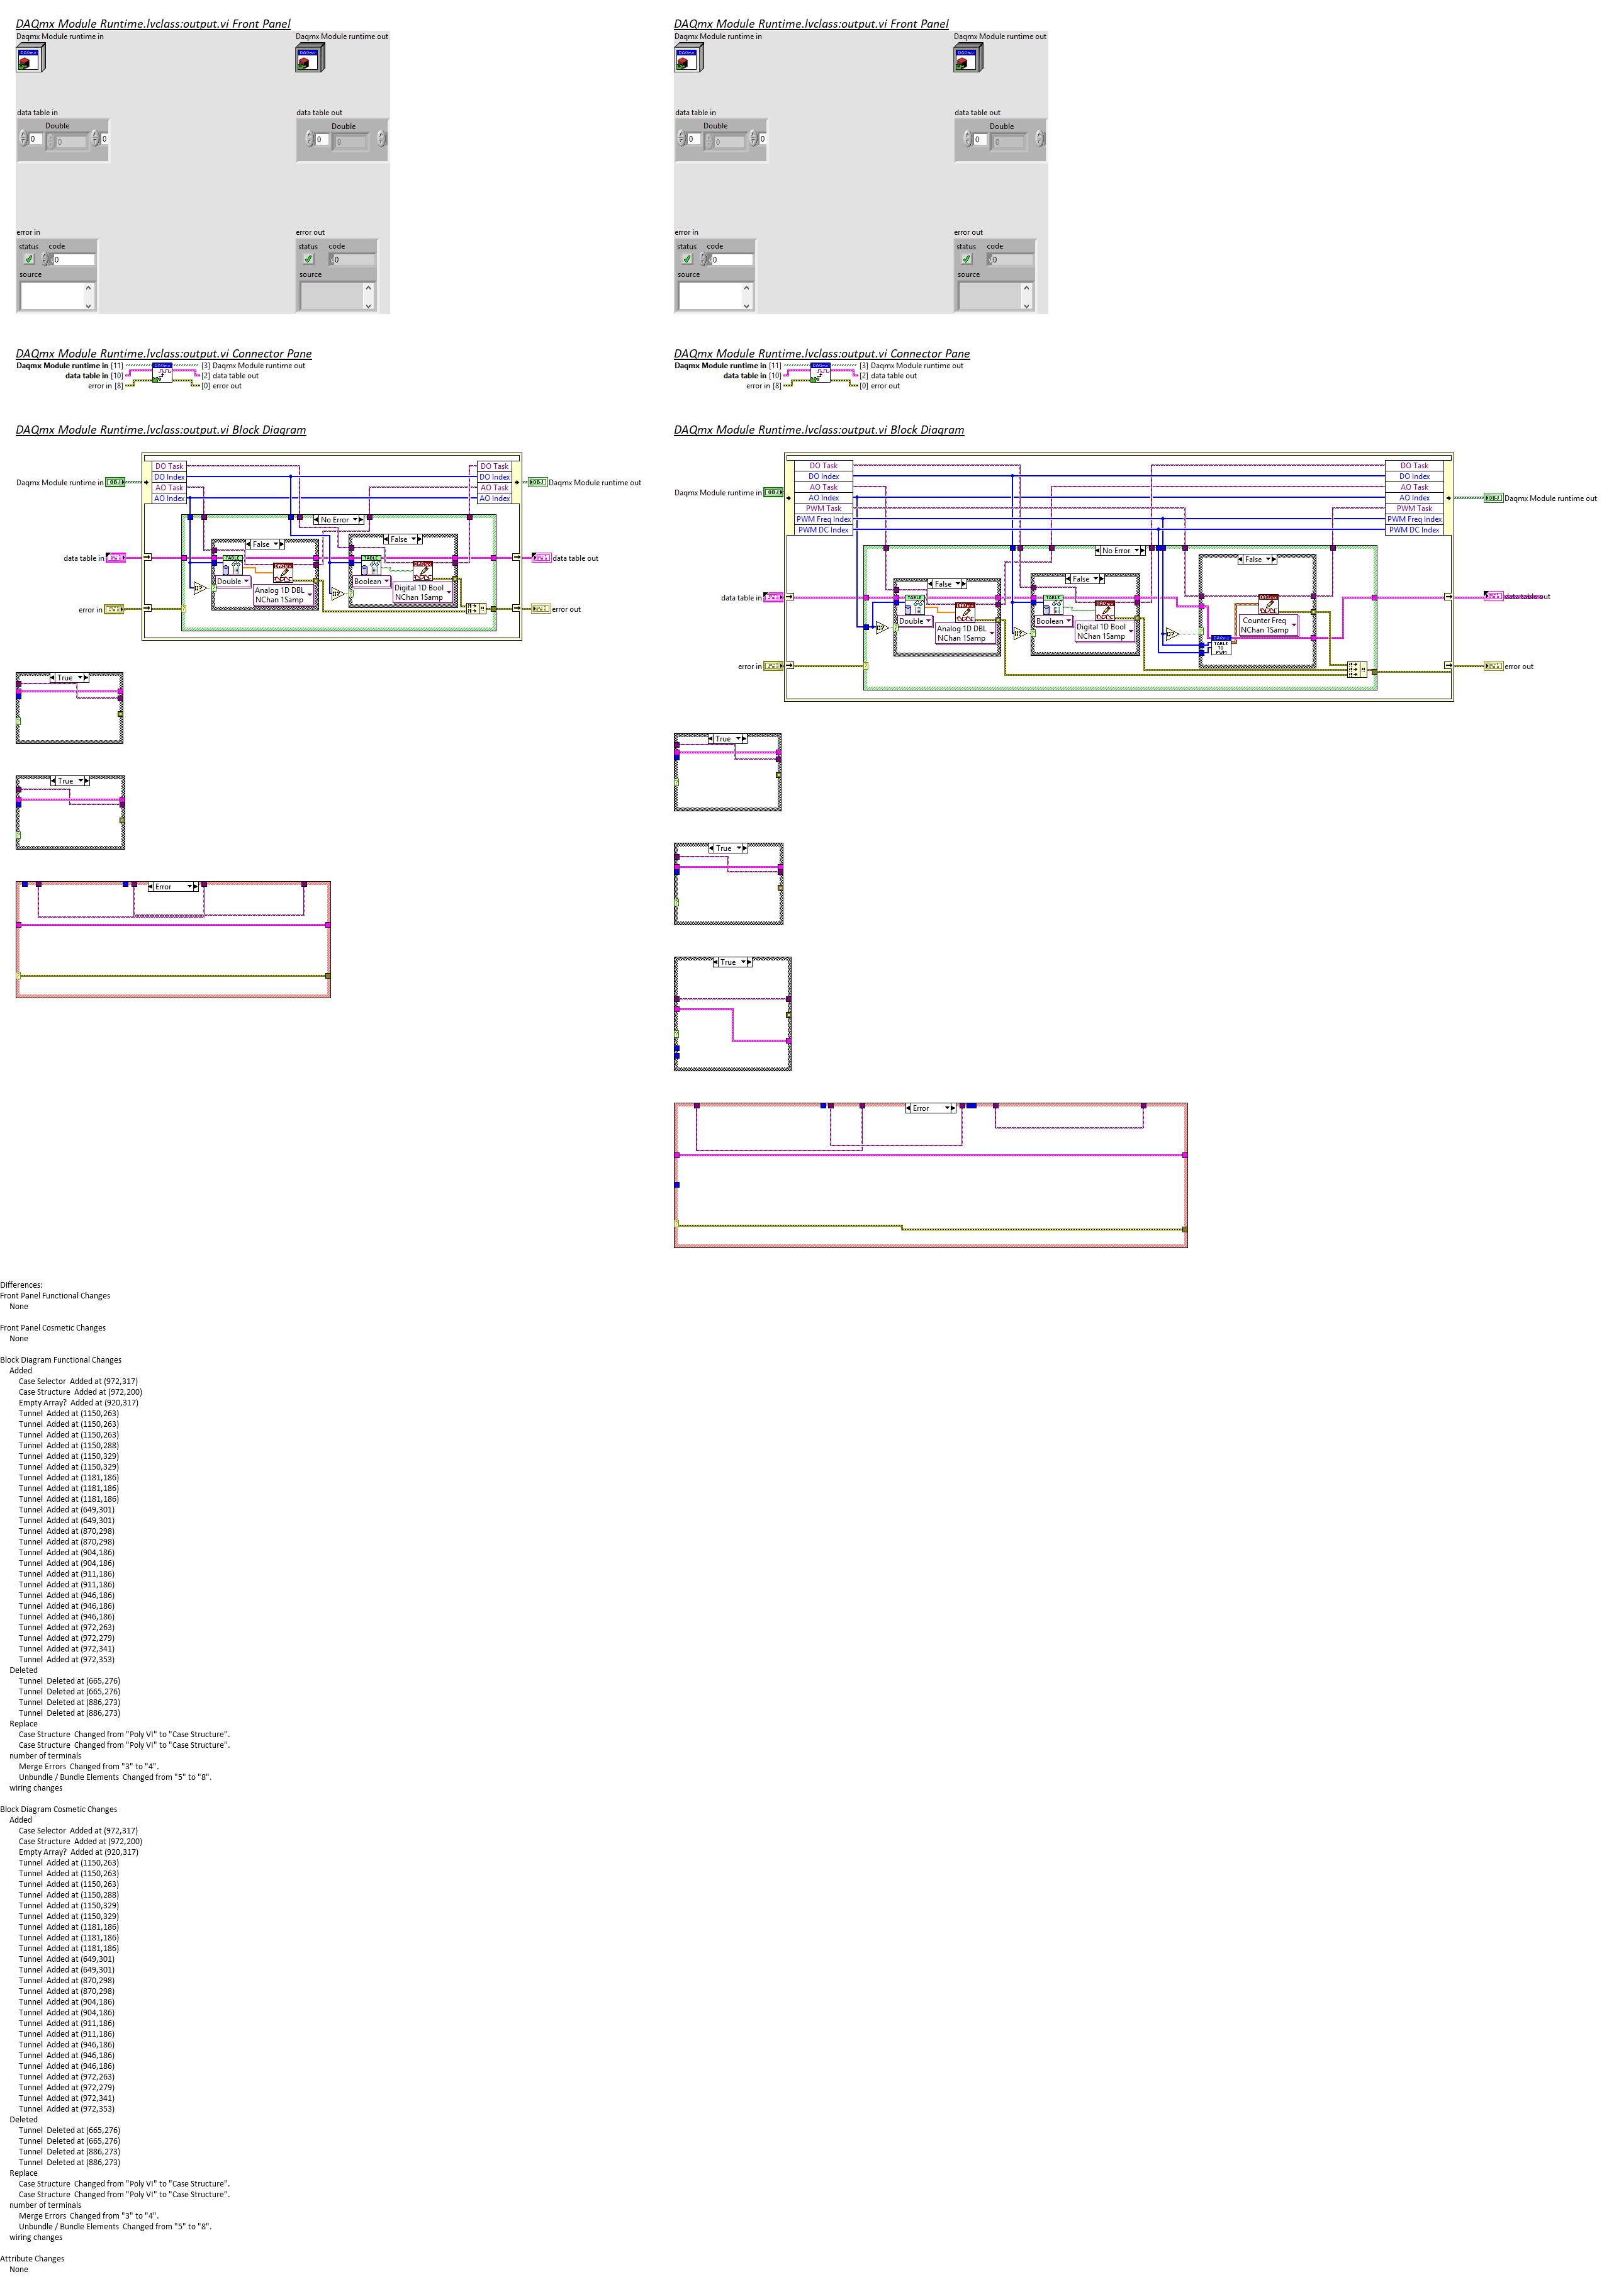 DAQmx Module Runtime.lvclass:output.vi Front Panel
Daqmx Module runtime in
Daqmx Module runtime out
data table in
data table out
Double
0
0
0
Double
0
0
error in
error out
status code
0
source
status code
0
source
DAQmx Module Runtime.lvclass:output.vi Connector Pane
Daqmx Module runtime in [11]
[3] Daqmx Module runtime out
data table in [10]
[2] data table out
error in [8]
[0] error out
DAQmx Module Runtime.lvclass:output.vi Block Diagram
DO Task
DO Index
AO Task
AO Index
DO Task
DO Index
AO Task
AO Index
Daqmx Module runtime in
Daqmx Module runtime out
No Error
False
False
data table in
data table out
TABLE
TABLE
Double
Boolean
Analog 1D DBL
NChan 1Samp
Digital 1D Bool
NChan 1Samp
error in
error out
True
True
Error
DAQmx Module Runtime.lvclass:output.vi Front Panel
Daqmx Module runtime in
Daqmx Module runtime out
data table in
data table out
Double
0
0
0
Double
0
0
error in
error out
status code
0
source
status code
0
source
DAQmx Module Runtime.lvclass:output.vi Connector Pane
Daqmx Module runtime in [11]
[3] Daqmx Module runtime out
data table in [10]
[2] data table out
error in [8]
[0] error out
DAQmx Module Runtime.lvclass:output.vi Block Diagram
DO Task
DO Index
AO Task
AO Index
PWM Task
PWM Freq Index
PWM DC Index
DO Task
DO Index
AO Task
AO Index
PWM Task
PWM Freq Index
PWM DC Index
Daqmx Module runtime in
Daqmx Module runtime out
No Error
False
False
False
data table in
data table out
TABLE
TABLE
Double
Boolean
Analog 1D DBL
NChan 1Samp
Digital 1D Bool
NChan 1Samp
Counter Freq
NChan 1Samp
TABLE
TO
PWM
error in
error out
True
True
True
Error
Differences:
Front Panel Functional Changes
None
Front Panel Cosmetic Changes
None
Block Diagram Functional Changes
Added
Case Selector Added at (972,317)
Case Structure Added at (972,200)
Empty Array? Added at (920,317)
Tunnel Added at (1150,263)
Tunnel Added at (1150,263)
Tunnel Added at (1150,263)
Tunnel Added at (1150,288)
Tunnel Added at (1150,329)
Tunnel Added at (1150,329)
Tunnel Added at (1181,186)
Tunnel Added at (1181,186)
Tunnel Added at (1181,186)
Tunnel Added at (649,301)
Tunnel Added at (649,301)
Tunnel Added at (870,298)
Tunnel Added at (870,298)
Tunnel Added at (904,186)
Tunnel Added at (904,186)
Tunnel Added at (911,186)
Tunnel Added at (911,186)
Tunnel Added at (946,186)
Tunnel Added at (946,186)
Tunnel Added at (946,186)
Tunnel Added at (972,263)
Tunnel Added at (972,279)
Tunnel Added at (972,341)
Tunnel Added at (972,353)
Deleted
Tunnel Deleted at (665,276)
Tunnel Deleted at (665,276)
Tunnel Deleted at (886,273)
Tunnel Deleted at (886,273)
Replace
Case Structure Changed from "Poly VI" to "Case Structure".
Case Structure Changed from "Poly VI" to "Case Structure".
number of terminals
Merge Errors Changed from "3" to "4".
Unbundle / Bundle Elements Changed from "5" to "8".
wiring changes
Block Diagram Cosmetic Changes
Added
Case Selector Added at (972,317)
Case Structure Added at (972,200)
Empty Array? Added at (920,317)
Tunnel Added at (1150,263)
Tunnel Added at (1150,263)
Tunnel Added at (1150,263)
Tunnel Added at (1150,288)
Tunnel Added at (1150,329)
Tunnel Added at (1150,329)
Tunnel Added at (1181,186)
Tunnel Added at (1181,186)
Tunnel Added at (1181,186)
Tunnel Added at (649,301)
Tunnel Added at (649,301)
Tunnel Added at (870,298)
Tunnel Added at (870,298)
Tunnel Added at (904,186)
Tunnel Added at (904,186)
Tunnel Added at (911,186)
Tunnel Added at (911,186)
Tunnel Added at (946,186)
Tunnel Added at (946,186)
Tunnel Added at (946,186)
Tunnel Added at (972,263)
Tunnel Added at (972,279)
Tunnel Added at (972,341)
Tunnel Added at (972,353)
Deleted
Tunnel Deleted at (665,276)
Tunnel Deleted at (665,276)
Tunnel Deleted at (886,273)
Tunnel Deleted at (886,273)
Replace
Case Structure Changed from "Poly VI" to "Case Structure".
Case Structure Changed from "Poly VI" to "Case Structure".
number of terminals
Merge Errors Changed from "3" to "4".
Unbundle / Bundle Elements Changed from "5" to "8".
wiring changes
Attribute Changes
None